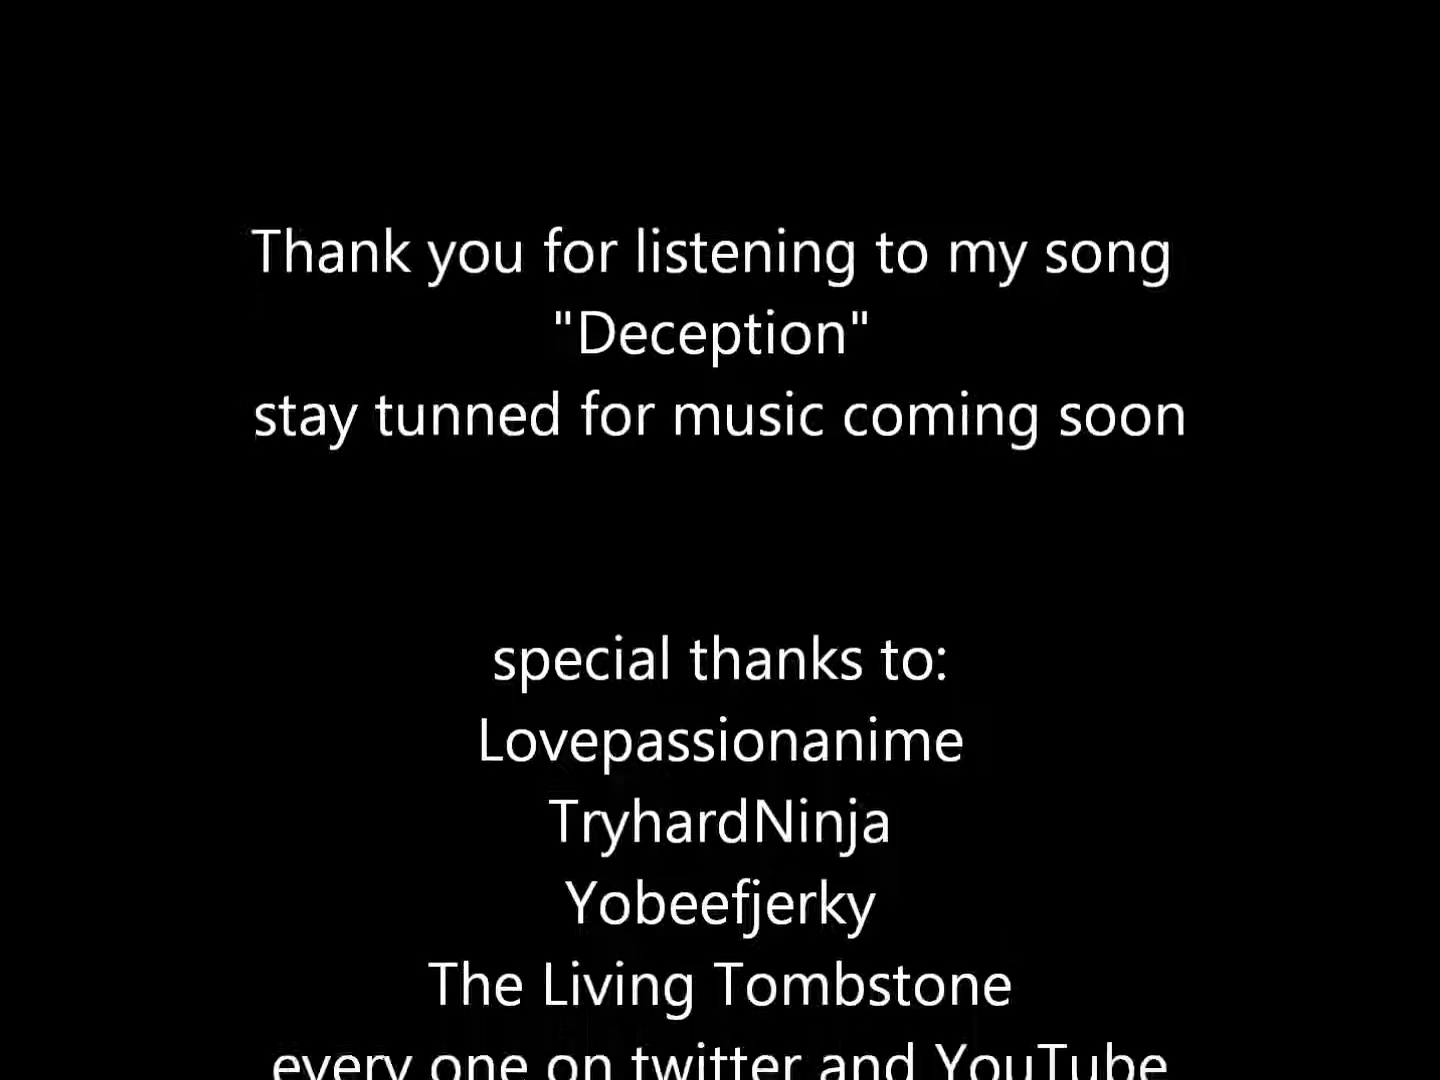 Thank you for listening to my song
"Deception"
stay tunned for music coming soon
special thanks to:
Lovepassionanime
TryhardNinja
Yobeefjerky
The Living Tombstone
every one on twitter and YouTube